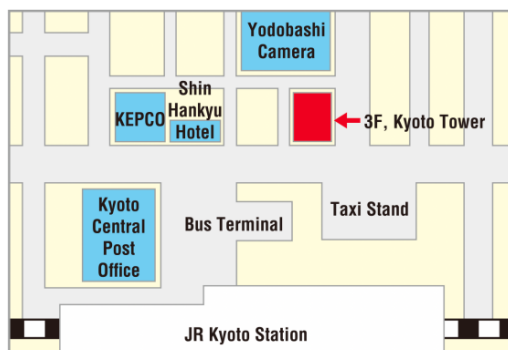 Yodobashi
Camera
Shin
Hankyu
Hotel
KEPCO
3F, Kyoto Tower
Kyoto
Central
Post
Office
Bus Terminal
Taxi Stand
JR Kyoto Station